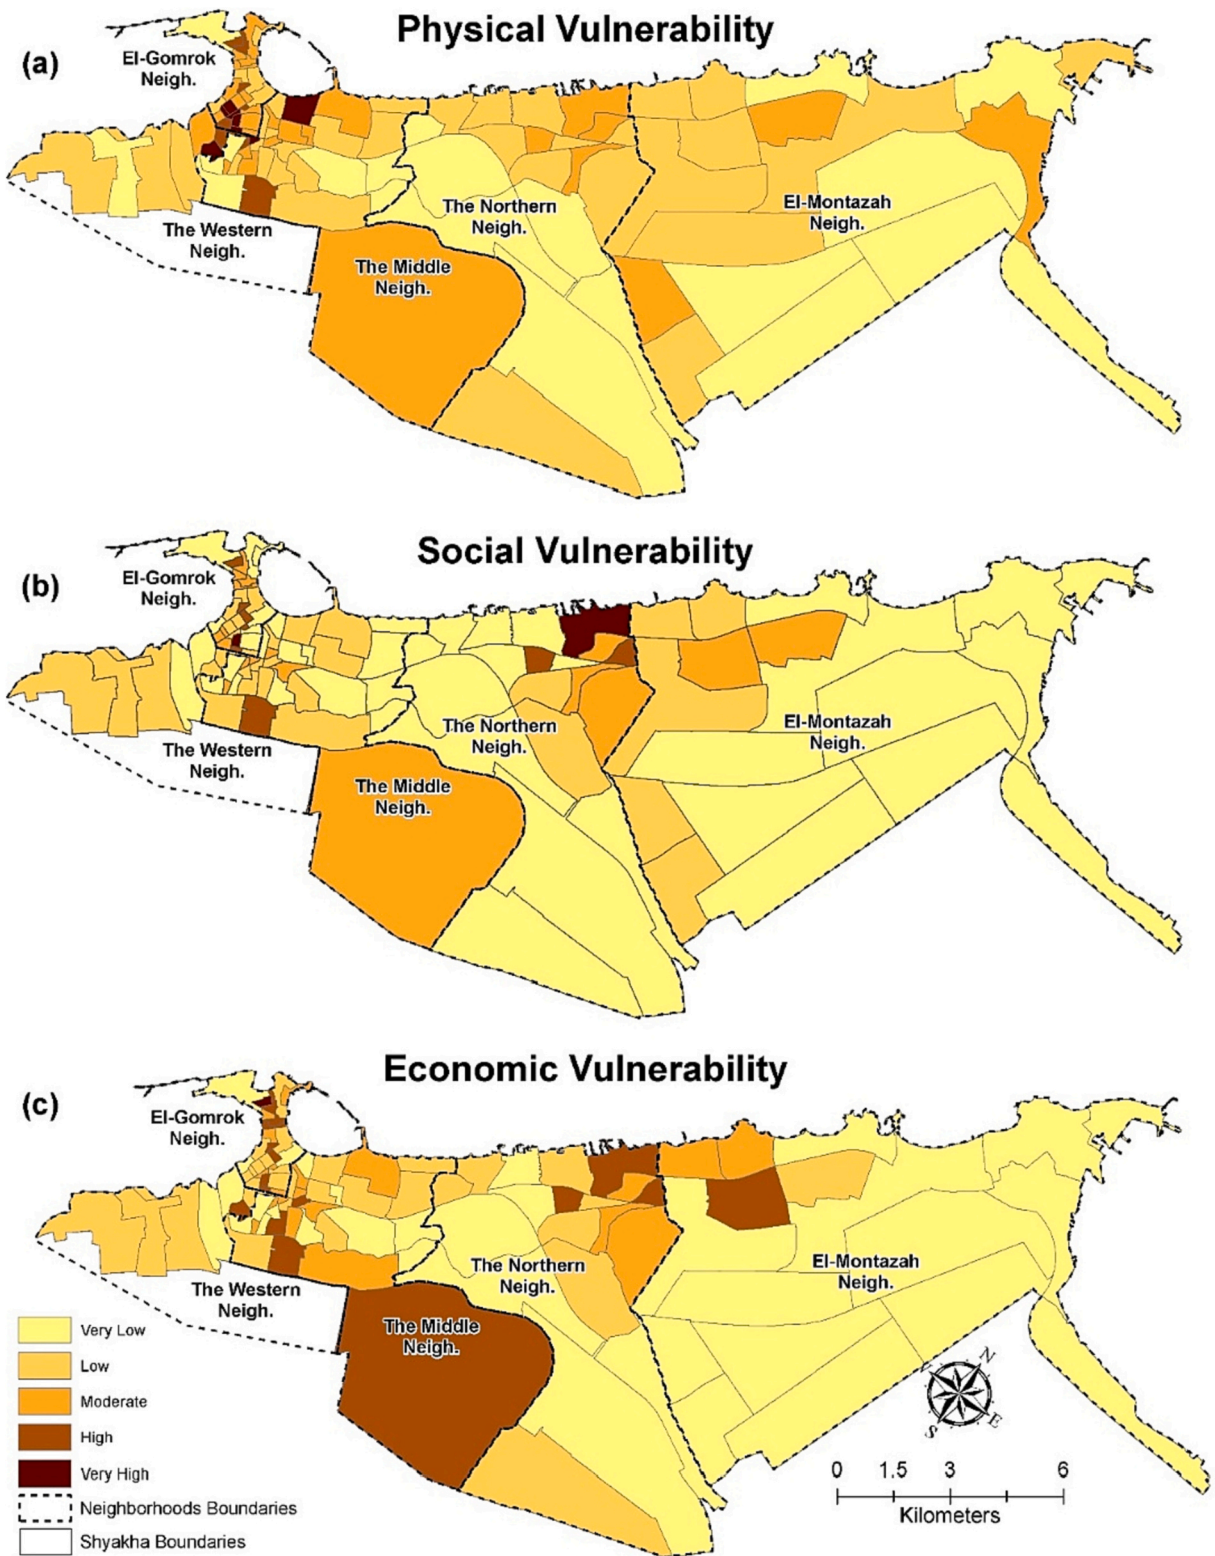 Physical Vulnerability
(a)
El-Gomrok
Neigh.
The Western
Neigh.
The Middle
Neigh.
The Northern
Neigh.
El-Montazah
Neigh.
Social Vulnerability
(b)
El-Gomrok
Neigh.
The Western
Neigh.
The Middle
Neigh.
The Northern
Neigh.
El-Montazah
Neigh.
Economic Vulnerability
(c)
El-Gomrok
Neigh.
The Western
Neigh.
The Middle
Neigh.
The Northern
Neigh.
El-Montazah
Neigh.
Very Low
Low
Moderate
High
Very High
Neighborhoods Boundaries
Shyakha Boundaries
N
E
S
0 1.5 3 6
Kilometers